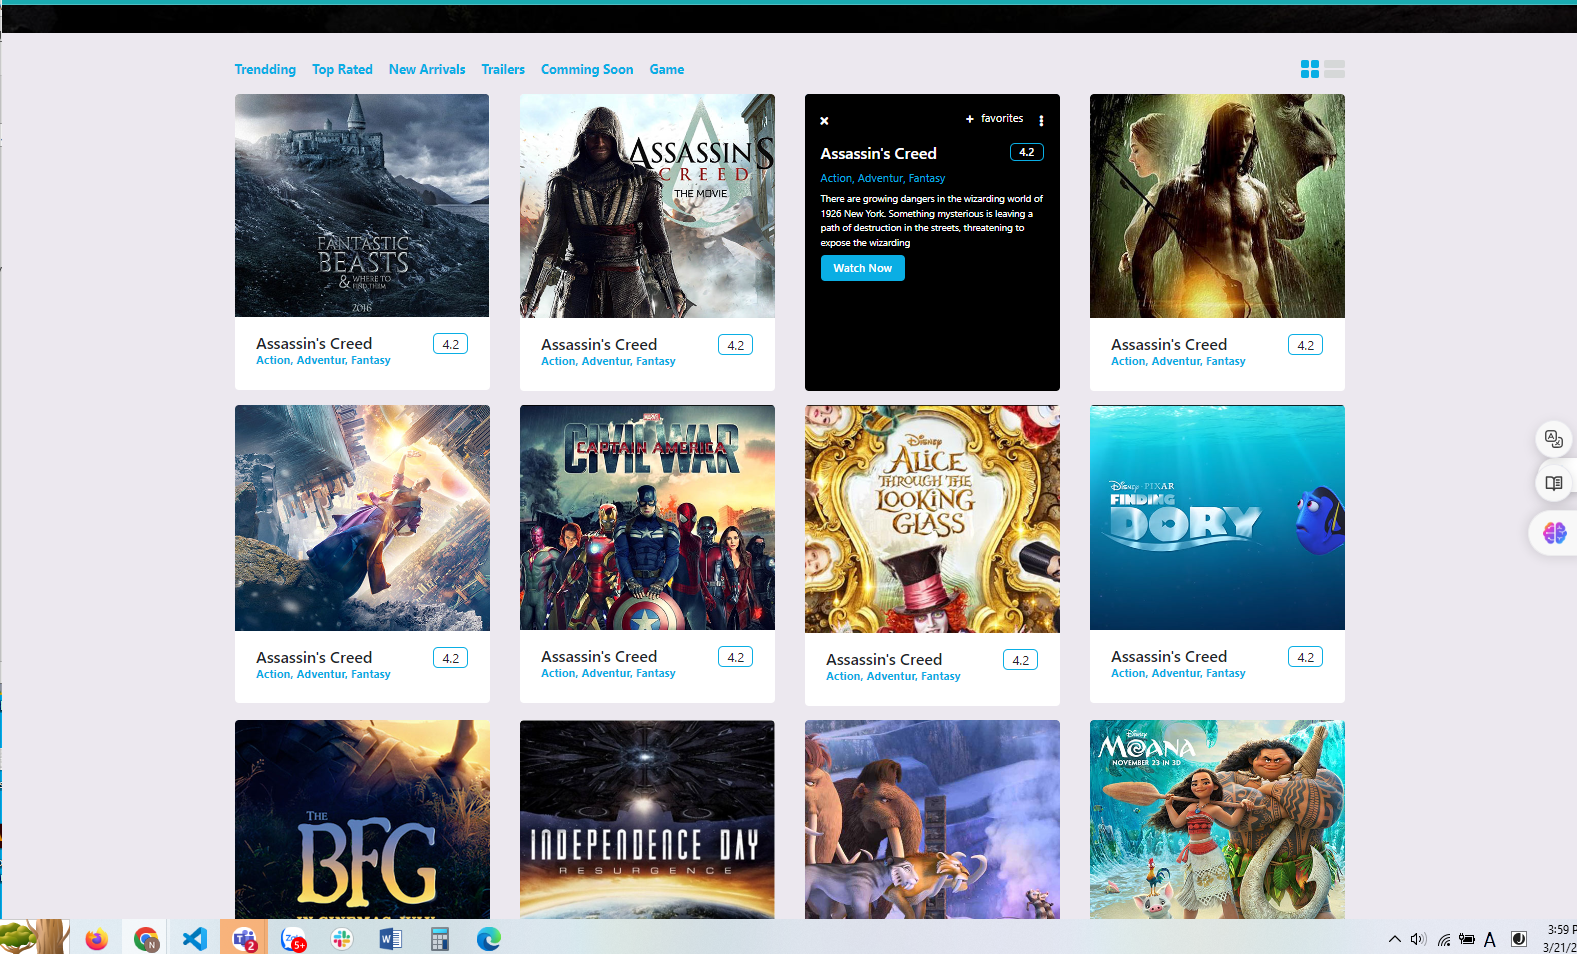 Trendding Top Rated New Arrivals Trailers Comming Soon Game
FANTASTIC
BEASTS
& WHERE TO
FIND THEM
2016
Assassin's Creed 4.2
Action, Adventur, Fantasy
ASSASSIN'S
CREED
THE MOVIE
Assassin's Creed 4.2
Action, Adventur, Fantasy
+ favorites
Assassin's Creed 4.2
Action, Adventur, Fantasy
There are growing dangers in the wizarding world of
1926 New York. Something mysterious is leaving a
path of destruction in the streets, threatening to
expose the wizarding
Watch Now
Assassin's Creed 4.2
Action, Adventur, Fantasy
Assassin's Creed 4.2
Action, Adventur, Fantasy
MARVEL
CAPTAIN AMERICA
CIVIL WAR
Assassin's Creed 4.2
Action, Adventur, Fantasy
Disney
ALICE
THROUGH THE
LOOKING
GLASS
Assassin's Creed 4.2
Action, Adventur, Fantasy
Disney · PIXAR
FINDING
DORY
Assassin's Creed 4.2
Action, Adventur, Fantasy
THE
BFG
IN CINEMAS JULY
INDEPENDENCE DAY
RESURGENCE
Disney
MOANA
NOVEMBER 23 IN 3D
N
2
5+
A
3:59
3/21/2